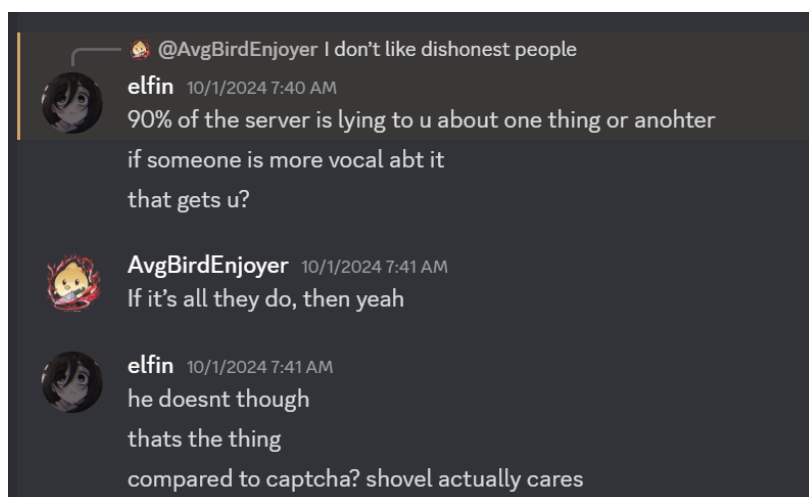 @AvgBirdEnjoyer I don't like dishonest people
elfin 10/1/2024 7:40 AM
90% of the server is lying to u about one thing or anohter
if someone is more vocal abt it
that gets u?
AvgBirdEnjoyer 10/1/2024 7:41 AM
If it's all they do, then yeah
elfin 10/1/2024 7:41 AM
he doesnt though
thats the thing
compared to captcha? shovel actually cares